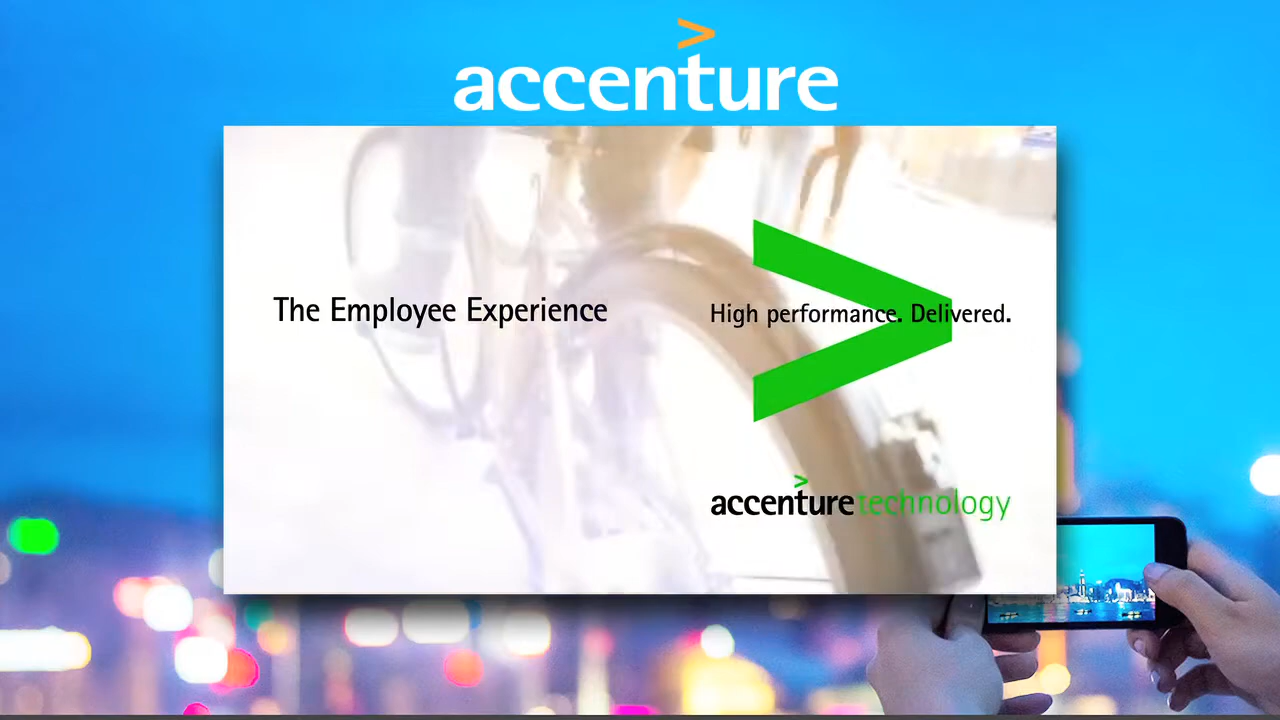 accenture
The Employee Experience
High performance. Delivered.
accenturetechnology